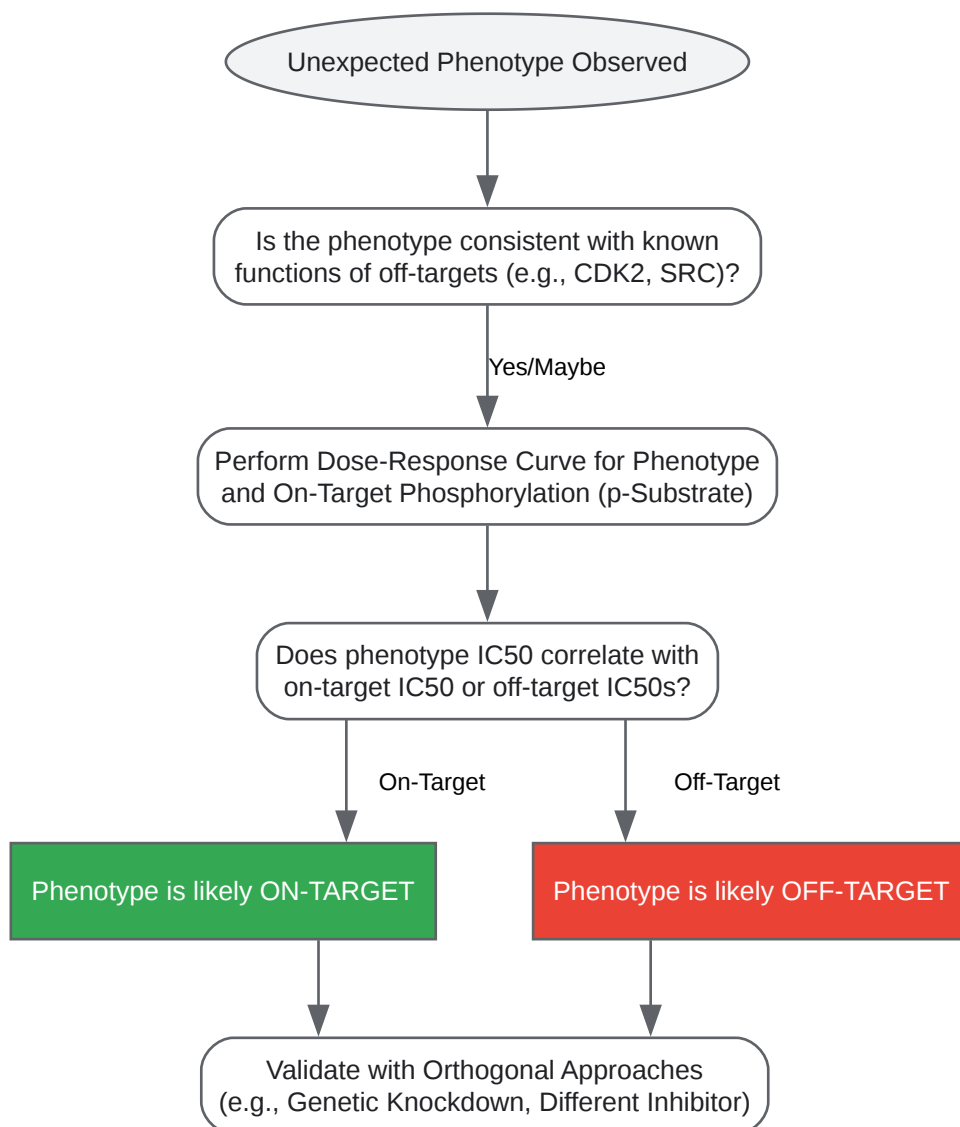 Unexpected Phenotype Observed
Is the phenotype consistent with known
functions of off-targets (e.g., CDK2, SRC)?
Yes/Maybe
Perform Dose-Response Curve for Phenotype
and On-Target Phosphorylation (p-Substrate)
Does phenotype IC50 correlate with
on-target IC50 or off-target IC50s?
On-Target
Off-Target
Phenotype is likely ON-TARGET
Phenotype is likely OFF-TARGET
Validate with Orthogonal Approaches
(e.g., Genetic Knockdown, Different Inhibitor)